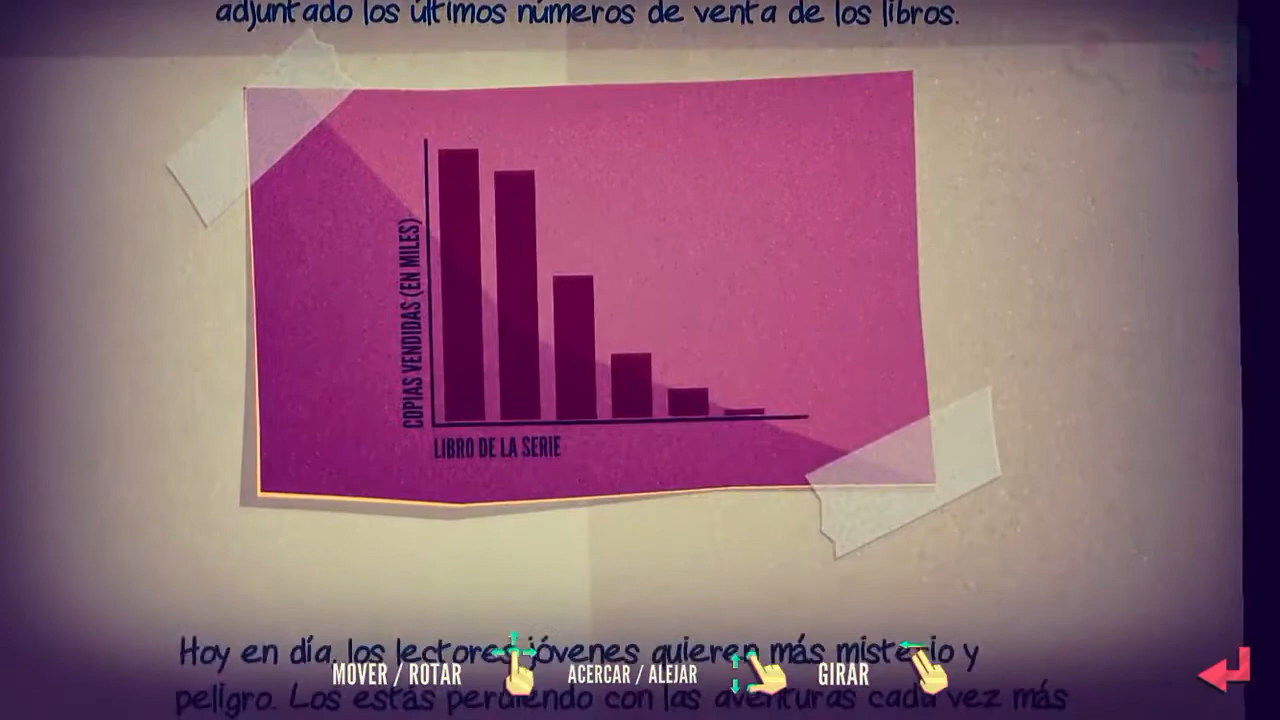 adjuntado los últimos números de venta de los libros.
COPIAS VENDIDAS (EN MILES)
LIBRO DE LA SERIE
Hoy en día, los lectores jóvenes quieren más misterio y
MOVER / ROTAR
ACERCAR / ALEJAR
GIRAR
peligro. Los estás perdiendo con las aventuras cada vez más